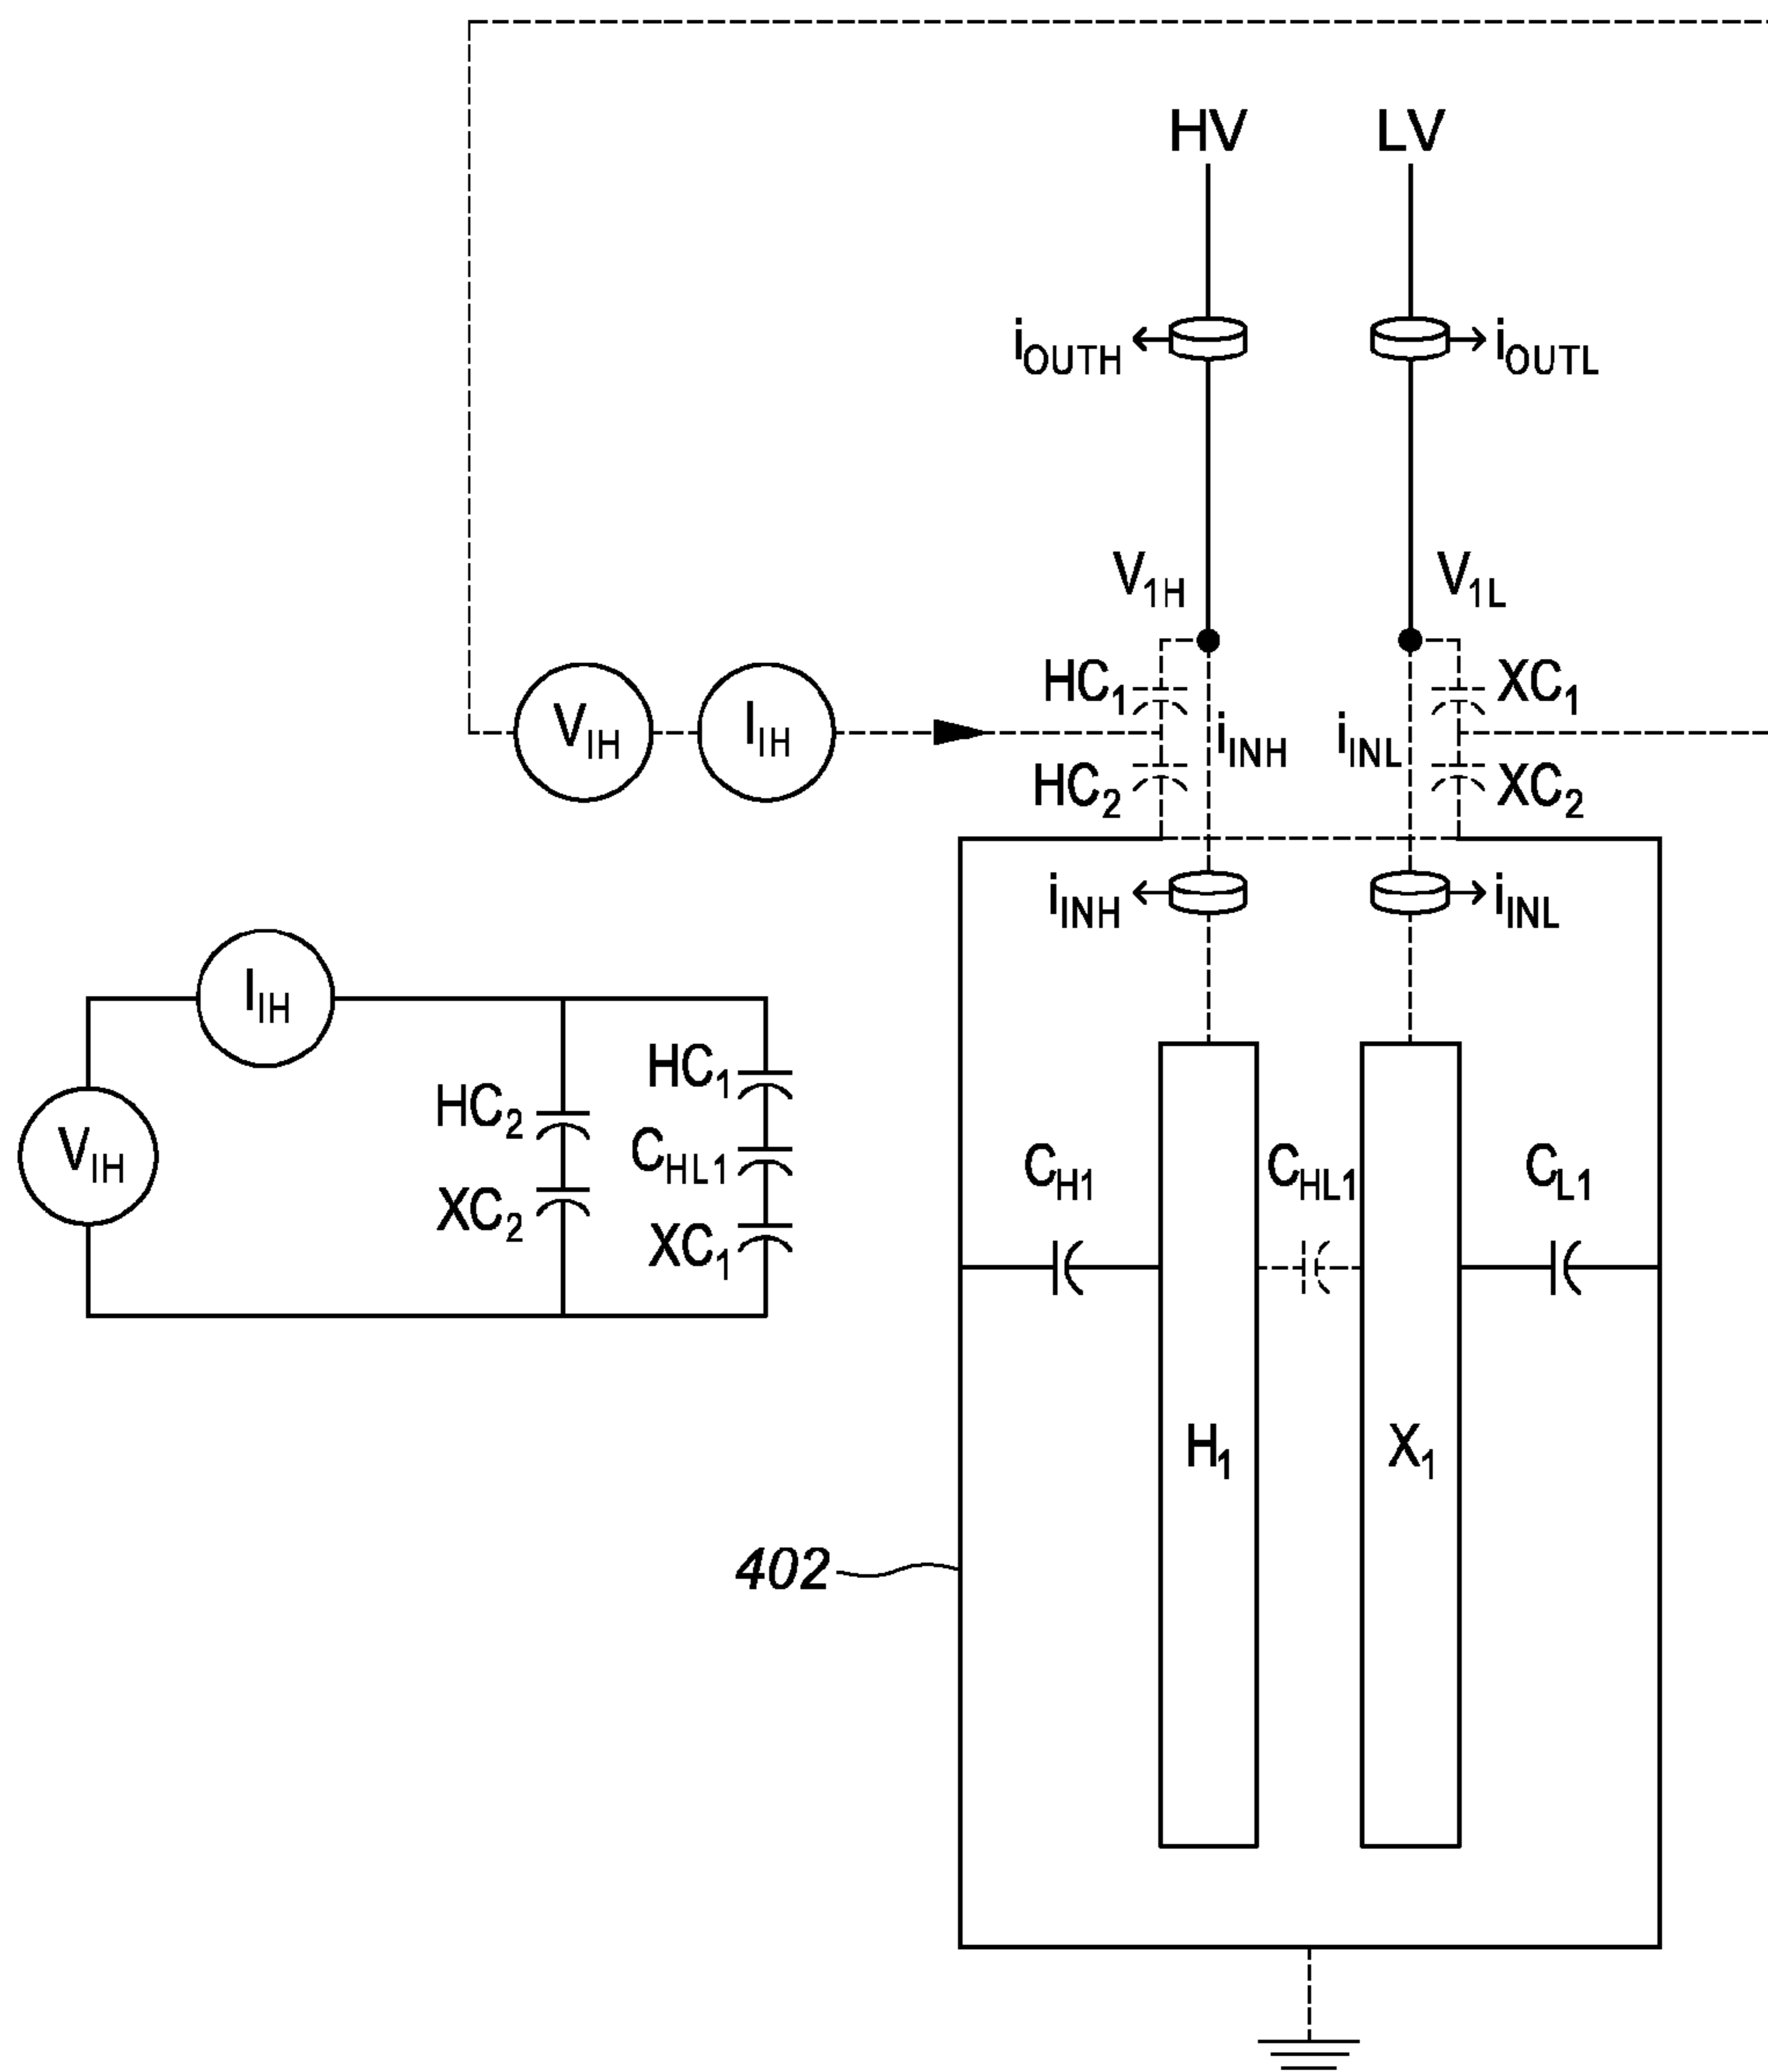 HV LV
iOUTH iOUTL
V1H V1L
HC1 XC1
VIH IIH iINH iINL
HC2 XC2
iINH iINL
IIH
HC1
HC2
VIH CHL1 CH1 CHL1 CL1
XC2
XC1
H1 X1
402